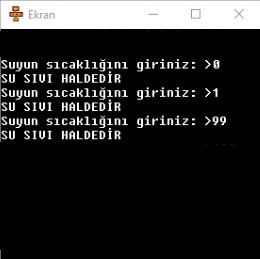 Ekran
Suyun sıcaklığını giriniz: >0
SU SIVI HALDEDİR
Suyun sıcaklığını giriniz: >1
SU SIVI HALDEDİR
Suyun sıcaklığını giriniz: >99
SU SIVI HALDEDİR